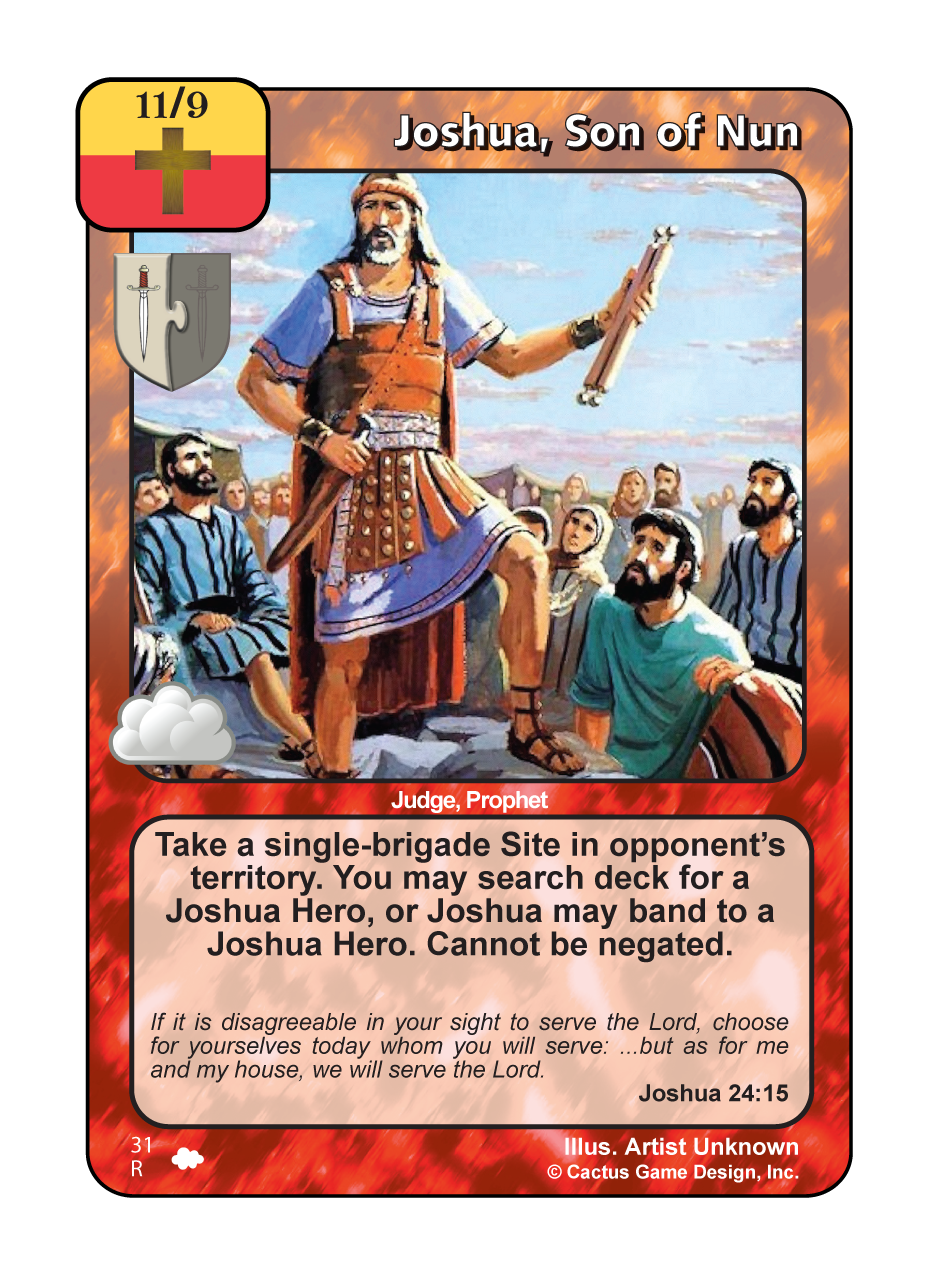 11/9
Joshua, Son of Nun
Judge, Prophet
Take a single-brigade Site in opponent's
territory. You may search deck for a
Joshua Hero, or Joshua may band to a
Joshua Hero. Cannot be negated.
If it is disagreeable in your sight to serve the Lord, choose
for yourselves today whom you will serve: ...but as for me
and my house, we will serve the Lord.
Joshua 24:15
31
R
Illus. Artist Unknown
© Cactus Game Design, Inc.